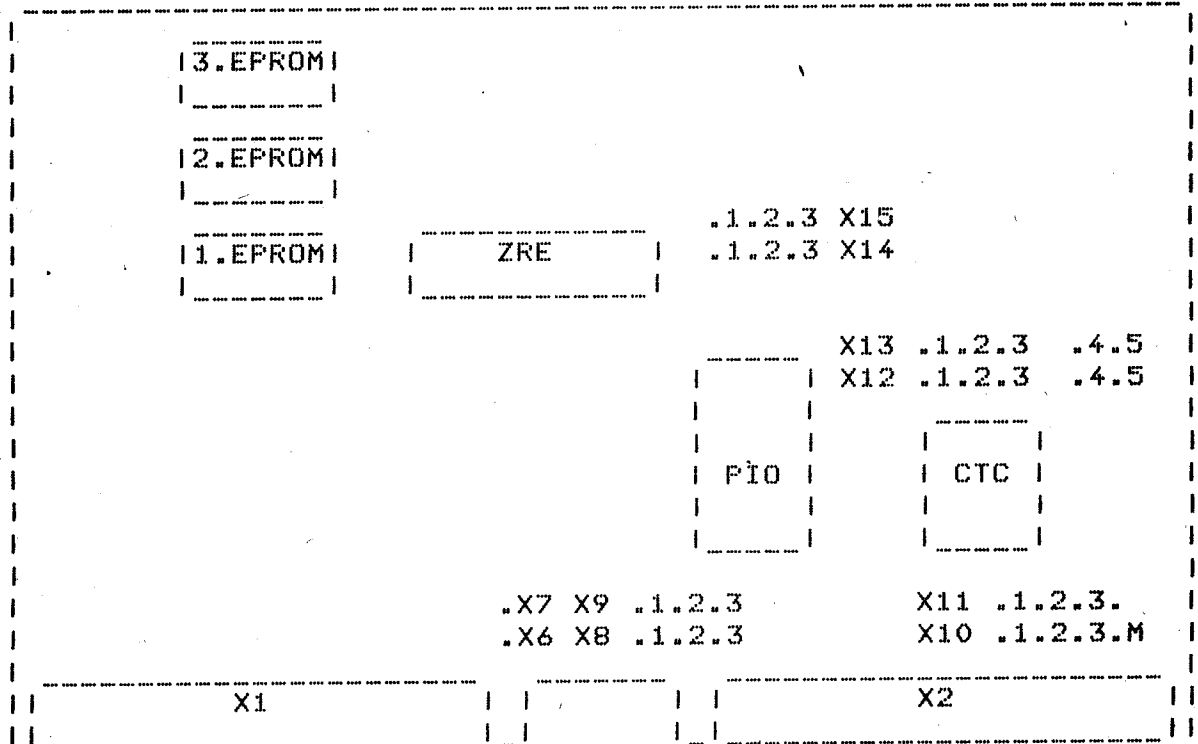 3.EPROM
2.EPROM
.1.2.3 X15
1.EPROM ZRE .1.2.3 X14
X13 .1.2.3 .4.5
X12 .1.2.3 .4.5
PIO CTC
.X7 X9 .1.2.3 X11 .1.2.3.
.X6 X8 .1.2.3 X10 .1.2.3.M
X1 X2